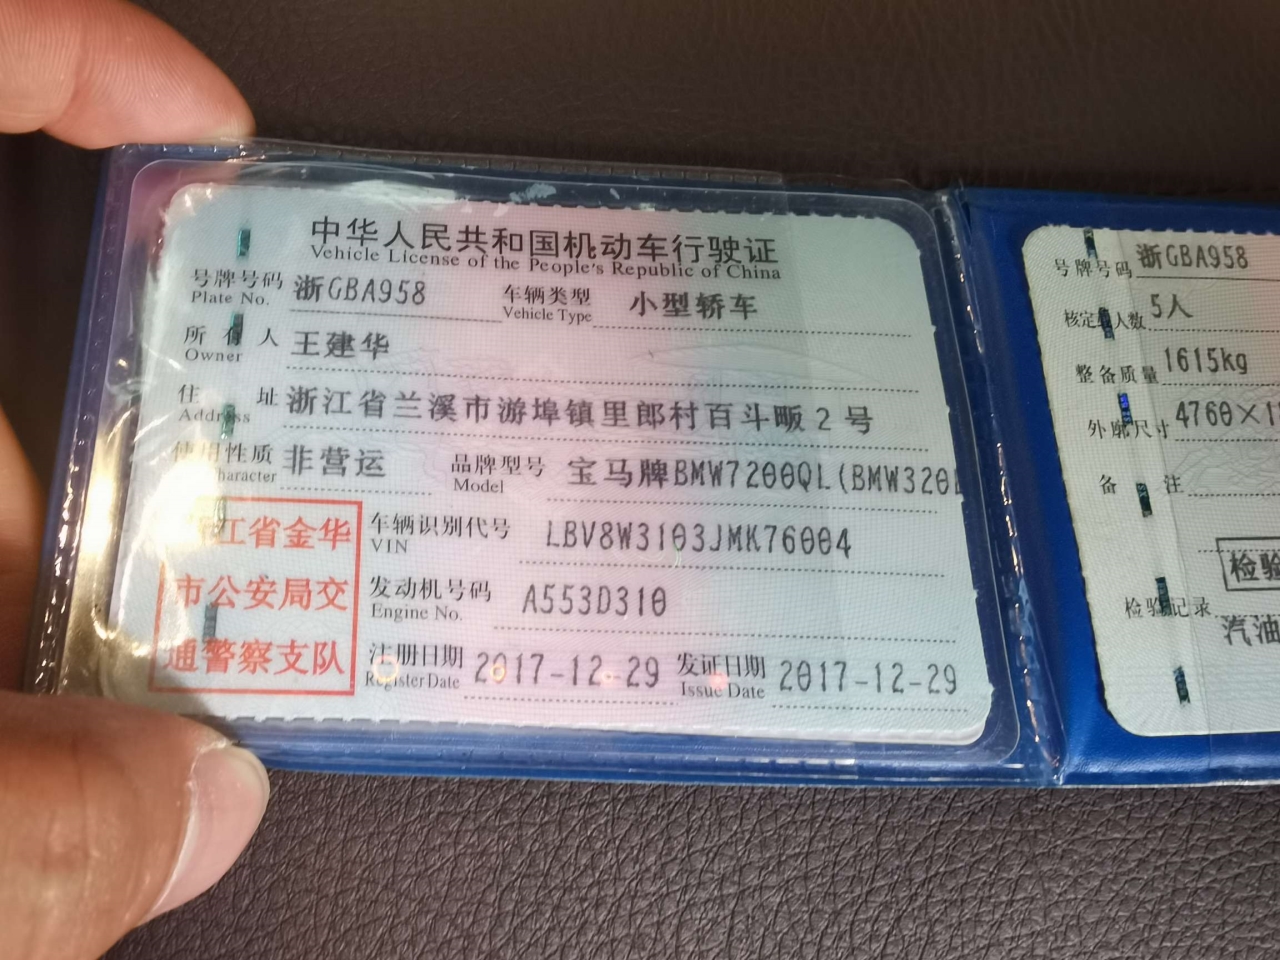 中华人民共和国机动车行驶证
Vehicle License of the People's Republic of China
号牌号码 浙GBA958 车辆类型 小型轿车
Plate No. Vehicle Type
所有人 王建华
Owner
住址 浙江省兰溪市游埠镇里郎村百斗畈2号
Address
使用性质 非营运 品牌型号 宝马牌BMW7200QL(BMW320L
Character Model
江省金华
市公安局交
通警察支队
车辆识别代号 LBV8W3103JMK76004
VIN
发动机号码 A553D310
Engine No.
注册日期 2017-12-29 发证日期 2017-12-29
Register Date Issue Date
号牌号码 浙GBA958
核定载人数 5人
整备质量 1615kg
外廓尺寸 4760×1
备注
检验
检验记录
汽油